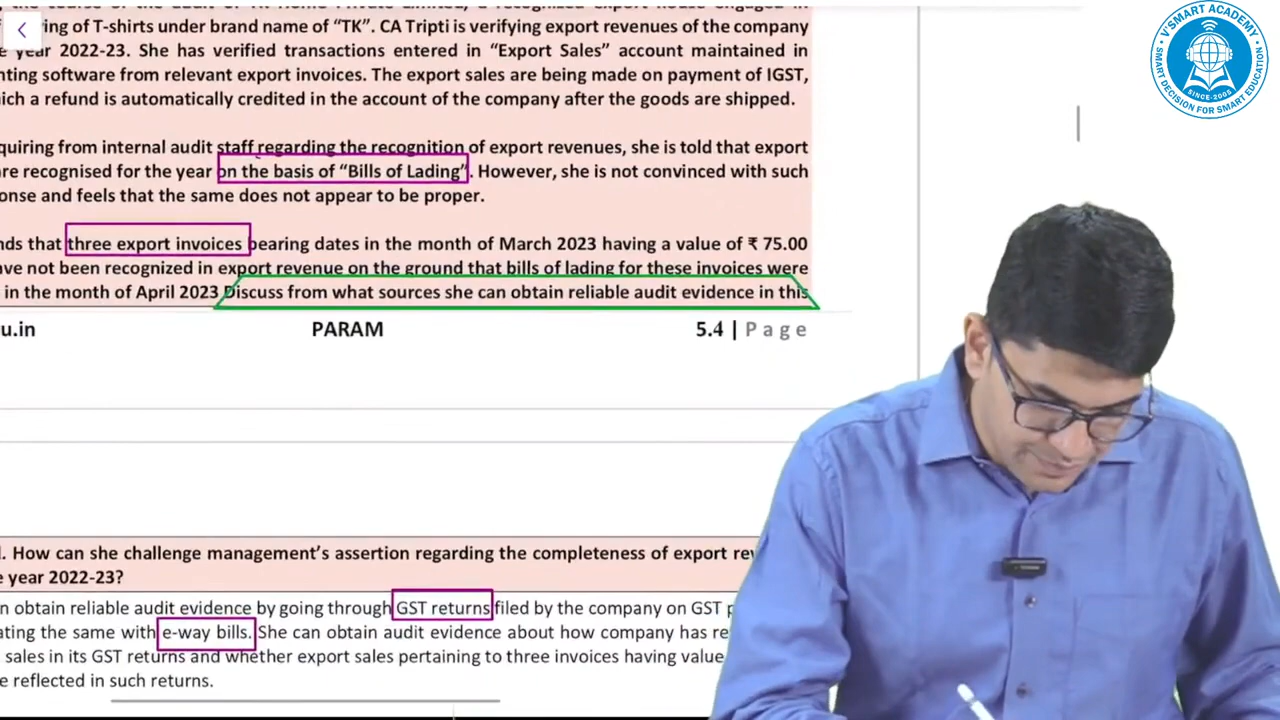 ring of T-shirts under brand name of "TK". CA Tripti is verifying export revenues of the company
year 2022-23. She has verified transactions entered in "Export Sales" account maintained in
nting software from relevant export invoices. The export sales are being made on payment of IGST,
ich a refund is automatically credited in the account of the company after the goods are shipped.
quiring from internal audit staff regarding the recognition of export revenues, she is told that export
re recognised for the year on the basis of "Bills of Lading". However, she is not convinced with such
onse and feels that the same does not appear to be proper.
nds that three export invoices bearing dates in the month of March 2023 having a value of ₹ 75.00
ave not been recognized in export revenue on the ground that bills of lading for these invoices were
in the month of April 2023 Discuss from what sources she can obtain reliable audit evidence in this
u.in PARAM 5.4 | Page
. How can she challenge management's assertion regarding the completeness of export rev
e year 2022-23?
n obtain reliable audit evidence by going through GST returns filed by the company on GST p
ating the same with e-way bills. She can obtain audit evidence about how company has re
sales in its GST returns and whether export sales pertaining to three invoices having value
e reflected in such returns.
V'SMART ACADEMY
SMART DECISION FOR SMART EDUCATION
SINCE-2005